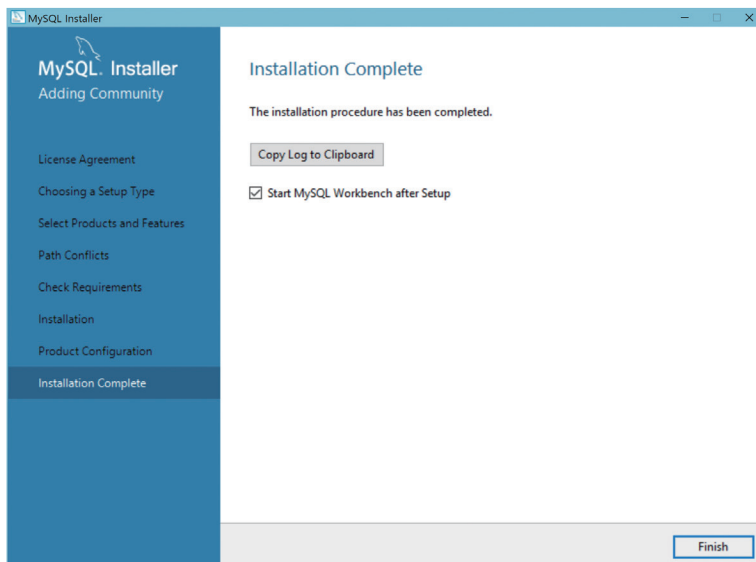 MySQL Installer
MySQL. Installer
Adding Community
License Agreement
Choosing a Setup Type
Select Products and Features
Path Conflicts
Check Requirements
Installation
Product Configuration
Installation Complete
Installation Complete
The installation procedure has been completed.
Copy Log to Clipboard
Start MySQL Workbench after Setup
Finish